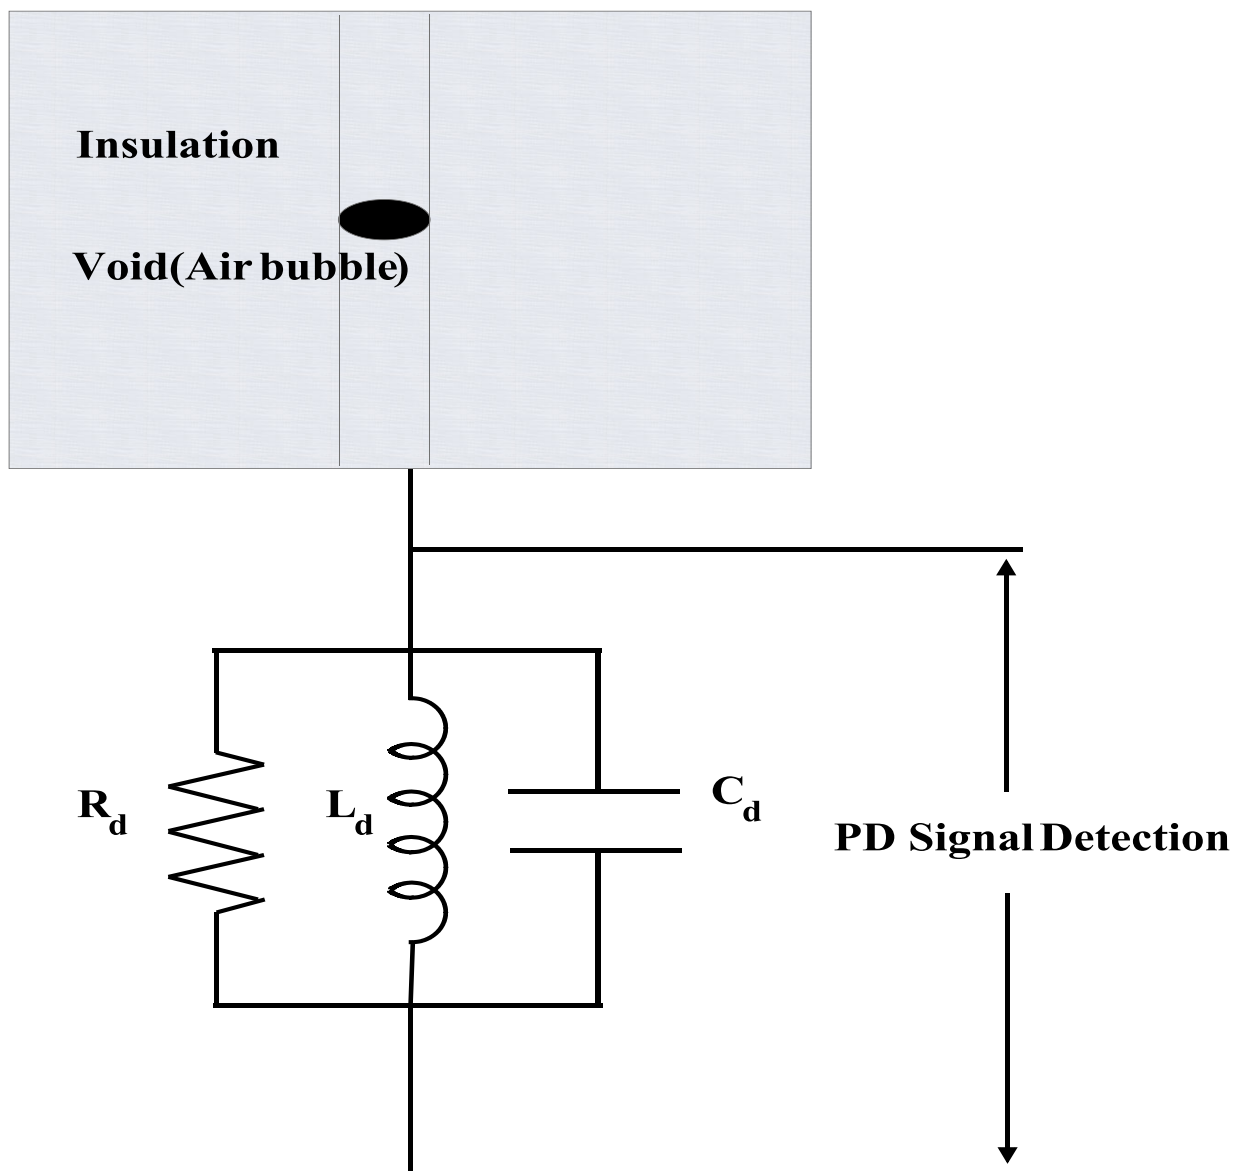 Insulation
Void(Air bubble)
Rd
Ld
Cd
PD Signal Detection